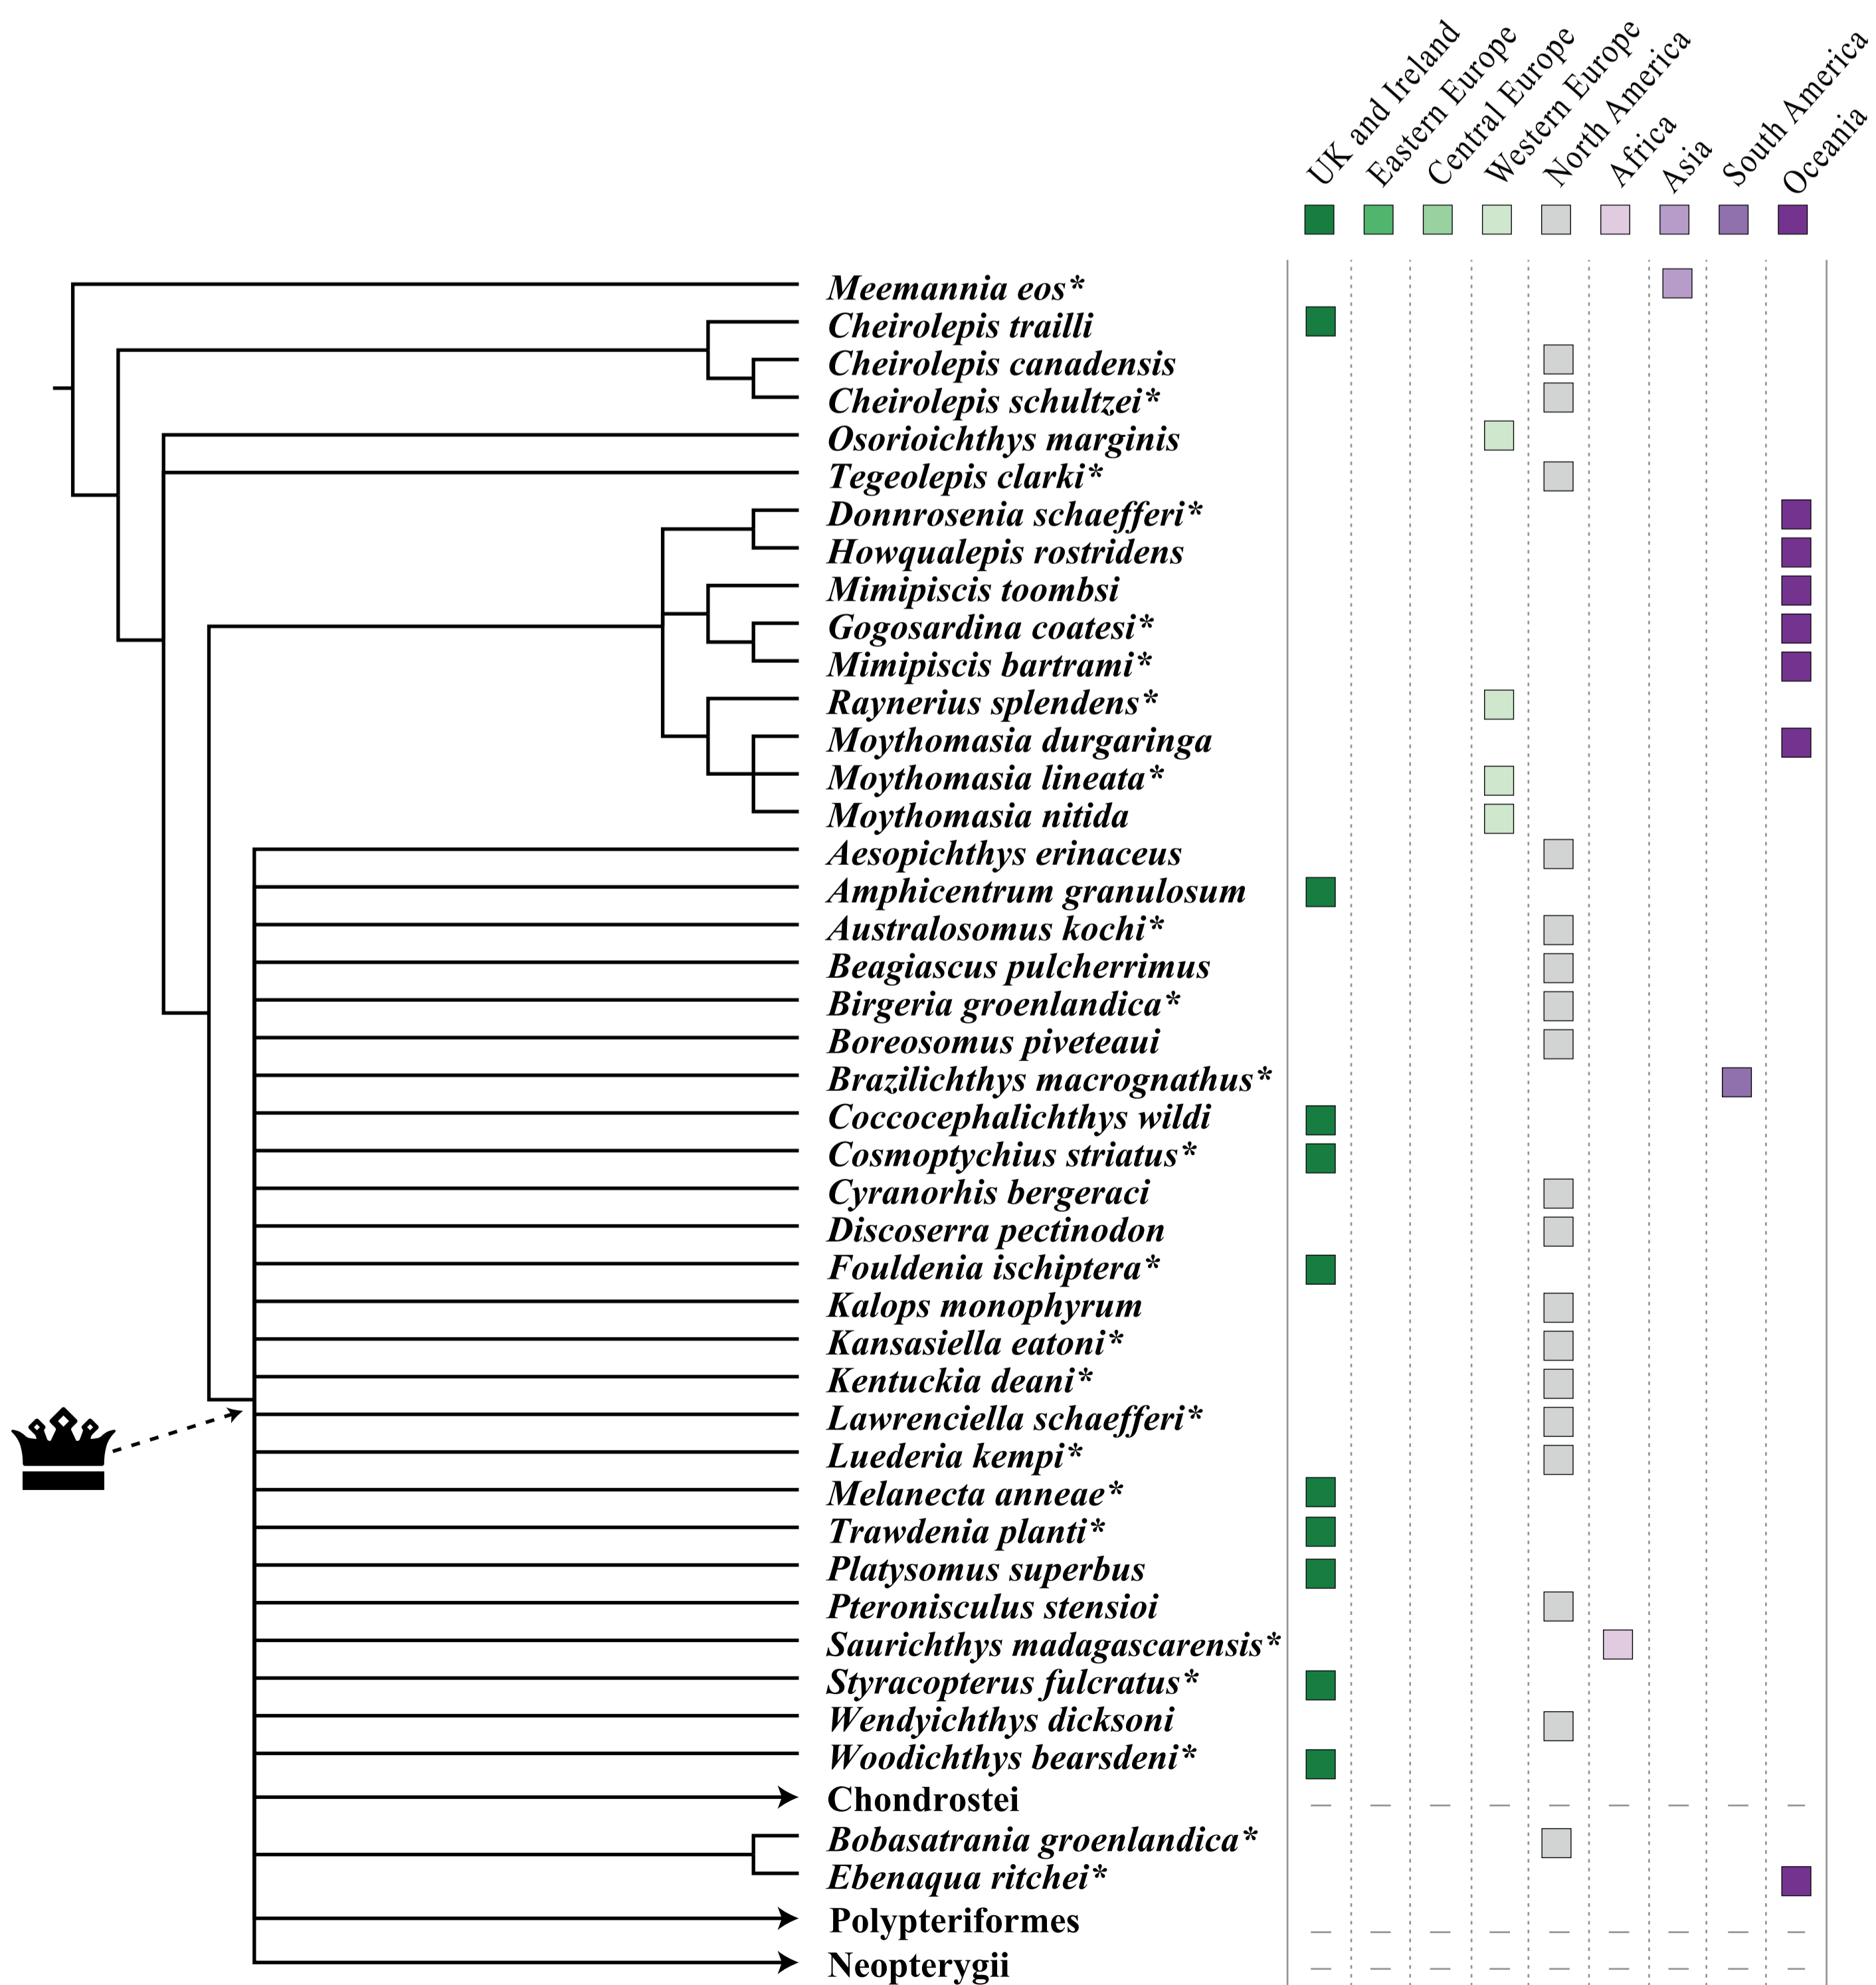 UK and Ireland
Eastern Europe
Central Europe
Western Europe
North America
Africa
Asia
South America
Oceania
Meemannia eos*
Cheirolepis trailli
Cheirolepis canadensis
Cheirolepis schultzei*
Osorioichthys marginis
Tegeolepis clarki*
Donnrosenia schaefferi*
Howqualepis rostridens
Mimipiscis toombsi
Gogosardina coatesi*
Mimipiscis bartrami*
Raynerius splendens*
Moythomasia durgaringa
Moythomasia lineata*
Moythomasia nitida
Aesopichthys erinaceus
Amphicentrum granulosum
Australosomus kochi*
Beagiascus pulcherrimus
Birgeria groenlandica*
Boreosomus piveteaui
Brazilichthys macrognathus*
Coccocephalichthys wildi
Cosmoptychius striatus*
Cyranorhis bergeraci
Discoserra pectinodon
Fouldenia ischiptera*
Kalops monophyrum
Kansasiella eatoni*
Kentuckia deani*
Lawrenciella schaefferi*
Luederia kempi*
Melanecta anneae*
Trawdenia planti*
Platysomus superbus
Pteronisculus stensioi
Saurichthys madagascarensis*
Styracopterus fulcratus*
Wendyichthys dicksoni
Woodichthys bearsdeni*
Chondrostei
Bobasatrania groenlandica*
Ebenaqua ritchei*
Polypteriformes
Neopterygii